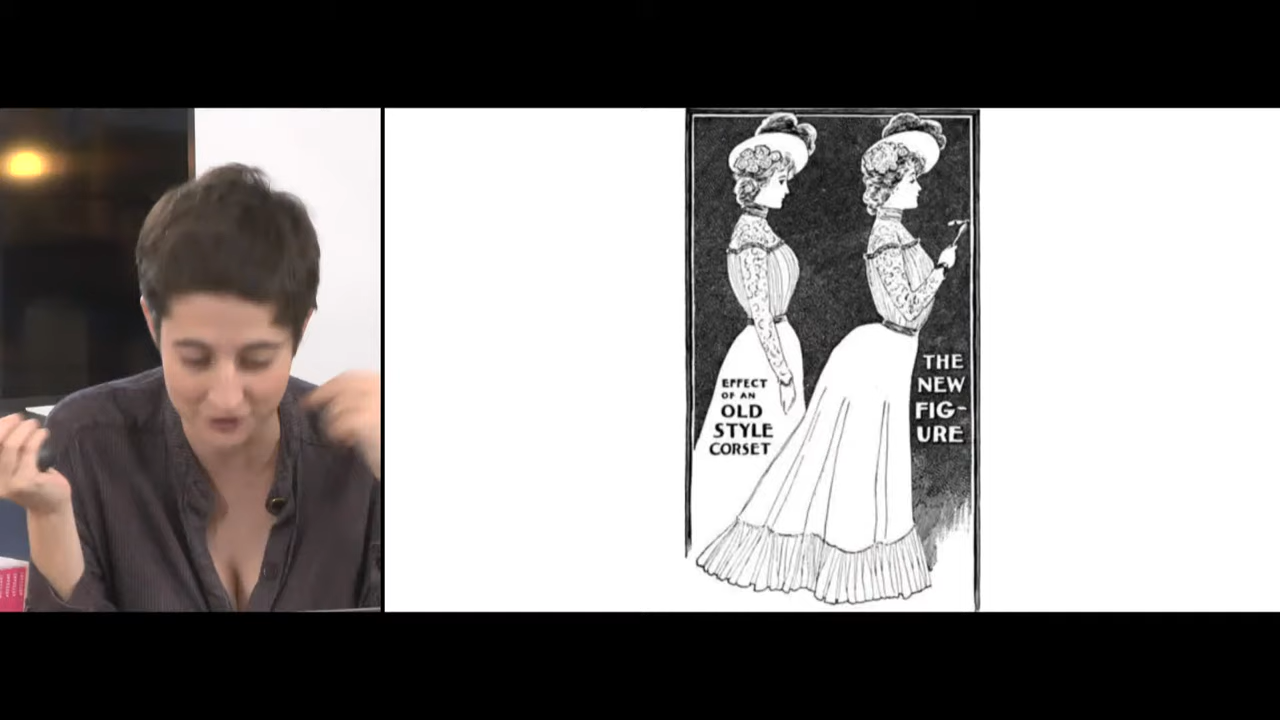 EFFECT
OF AN
OLD
STYLE
CORSET
THE
NEW
FIG-
URE